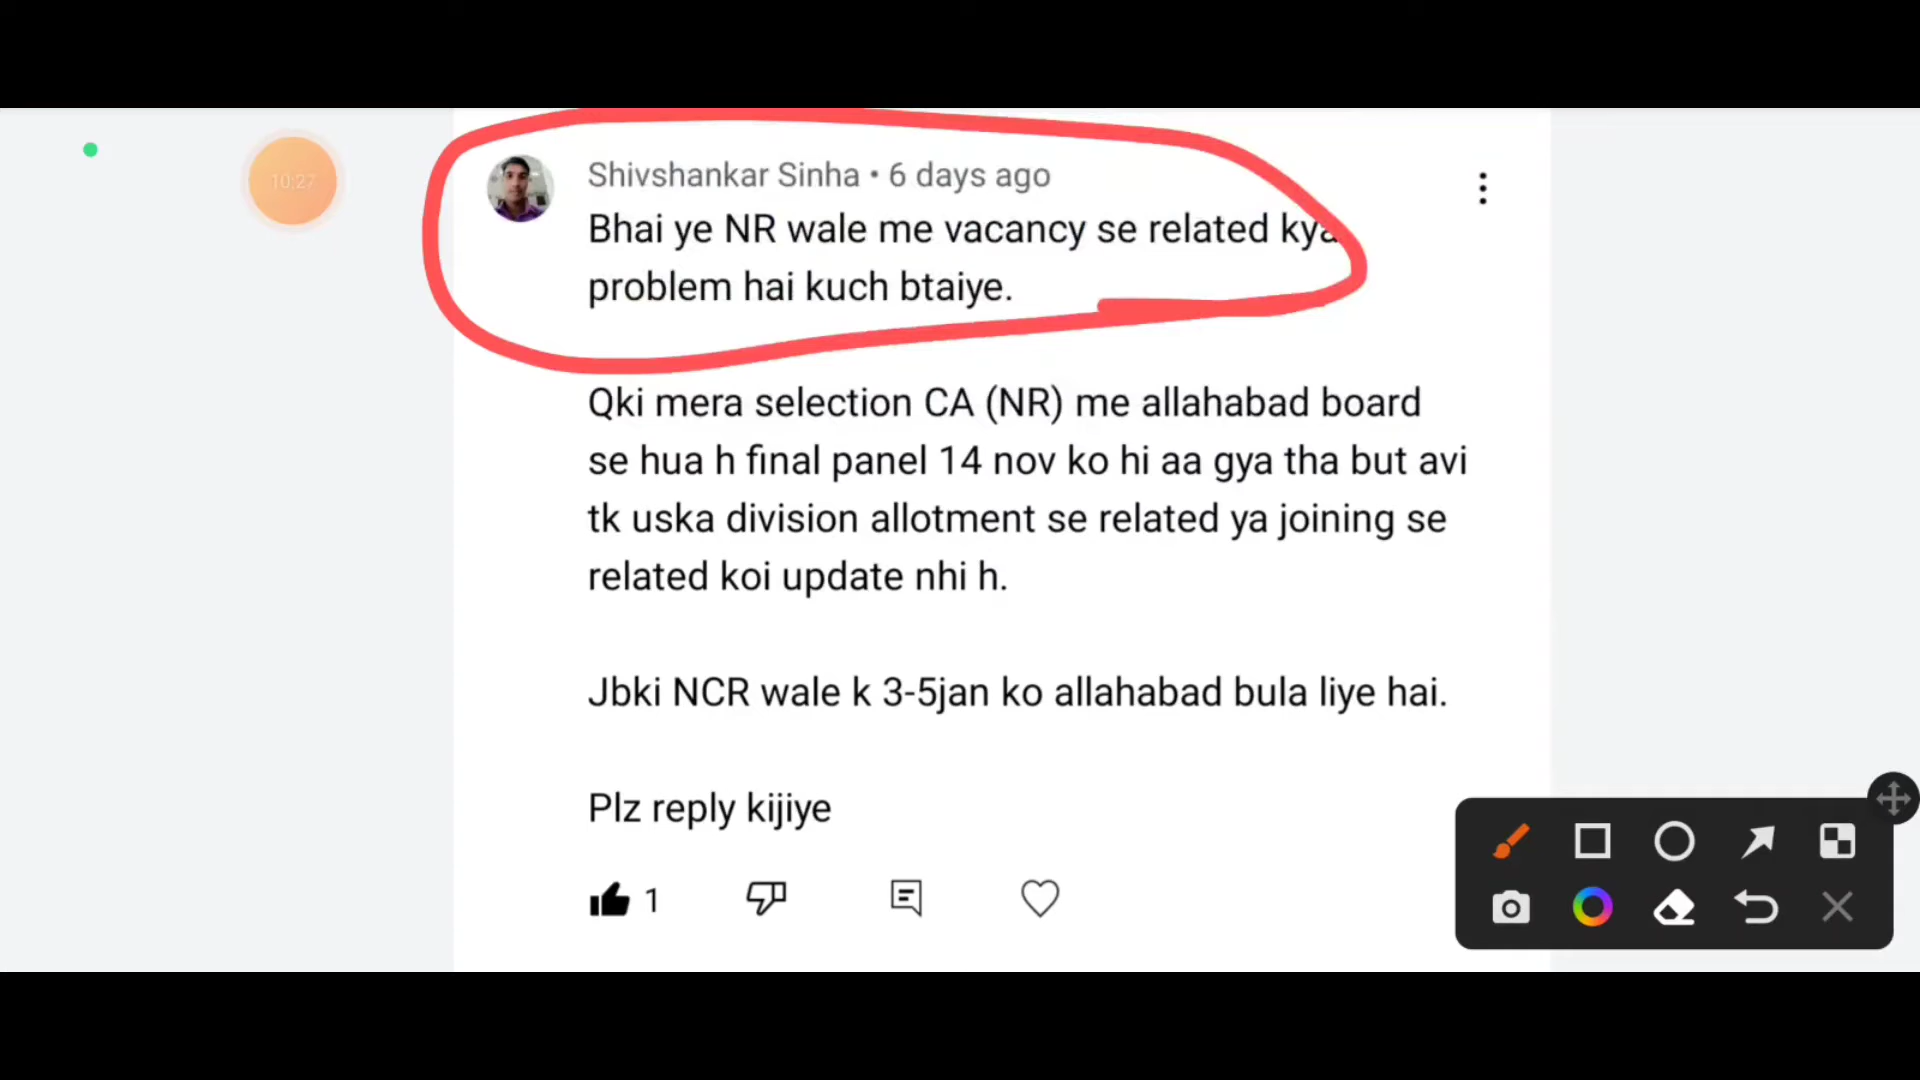 10:27
Shivshankar Sinha • 6 days ago
Bhai ye NR wale me vacancy se related kya
problem hai kuch btaiye.
Qki mera selection CA (NR) me allahabad board
se hua h final panel 14 nov ko hi aa gya tha but avi
tk uska division allotment se related ya joining se
related koi update nhi h.
Jbki NCR wale k 3-5jan ko allahabad bula liye hai.
Plz reply kijiye
1